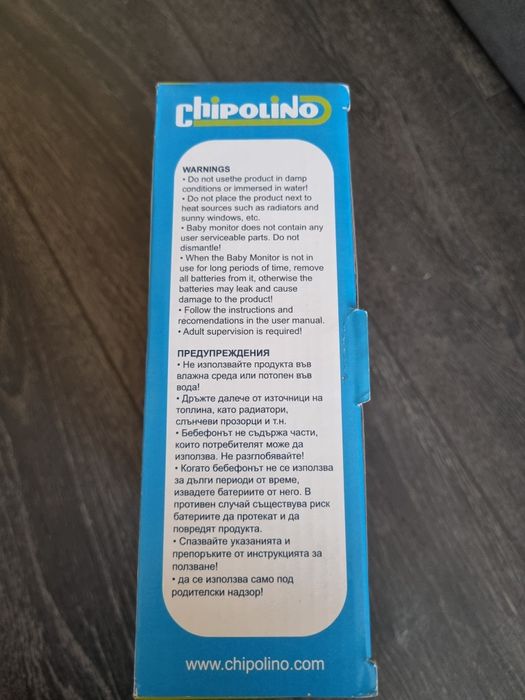 chipolino
WARNINGS
• Do not usethe product in damp
conditions or immersed in water!
• Do not place the product next to
heat sources such as radiators and
sunny windows, etc.
• Baby monitor does not contain any
user serviceable parts. Do not
dismantle!
• When the Baby Monitor is not in
use for long periods of time, remove
all batteries from it, otherwise the
batteries may leak and cause
damage to the product!
• Follow the instructions and
recomendations in the user manual.
• Adult supervision is required!
ПРЕДУПРЕЖДЕНИЯ
• Не използвайте продукта във
влажна среда или потопен във
вода!
• Дръжте далече от източници на
топлина, като радиатори,
слънчеви прозорци и т.н.
• Бебефонът не съдържа части,
които потребителят може да
използва. Не разглобявайте!
• Когато бебефонът не се използва
за дълги периоди от време,
извадете батериите от него. В
противен случай съществува риск
батериите да протекат и да
повредят продукта.
• Спазвайте указанията и
препоръките от инструкцията за
ползване!
• да се използва само под
родителски надзор!
www.chipolino.com